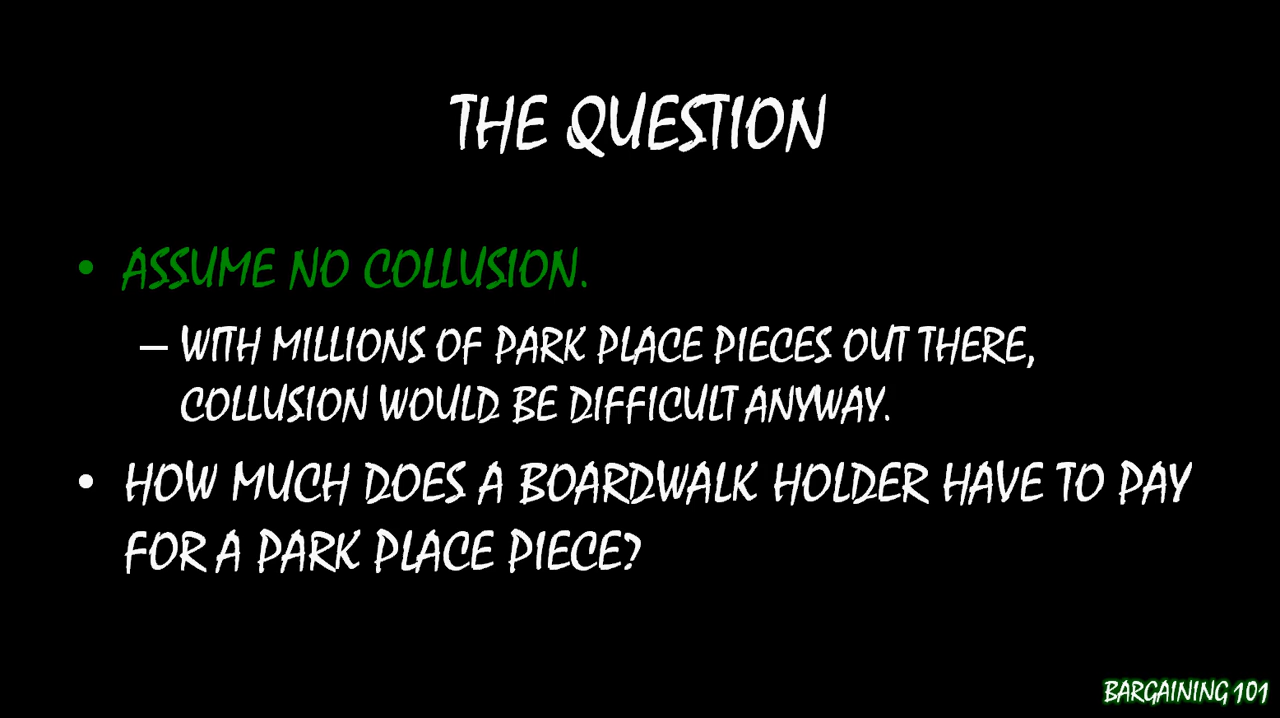 THE QUESTION
• ASSUME NO COLLUSION.
– WITH MILLIONS OF PARK PLACE PIECES OUT THERE,
COLLUSION WOULD BE DIFFICULT ANYWAY.
• HOW MUCH DOES A BOARDWALK HOLDER HAVE TO PAY
FOR A PARK PLACE PIECE?
BARGAINING 101